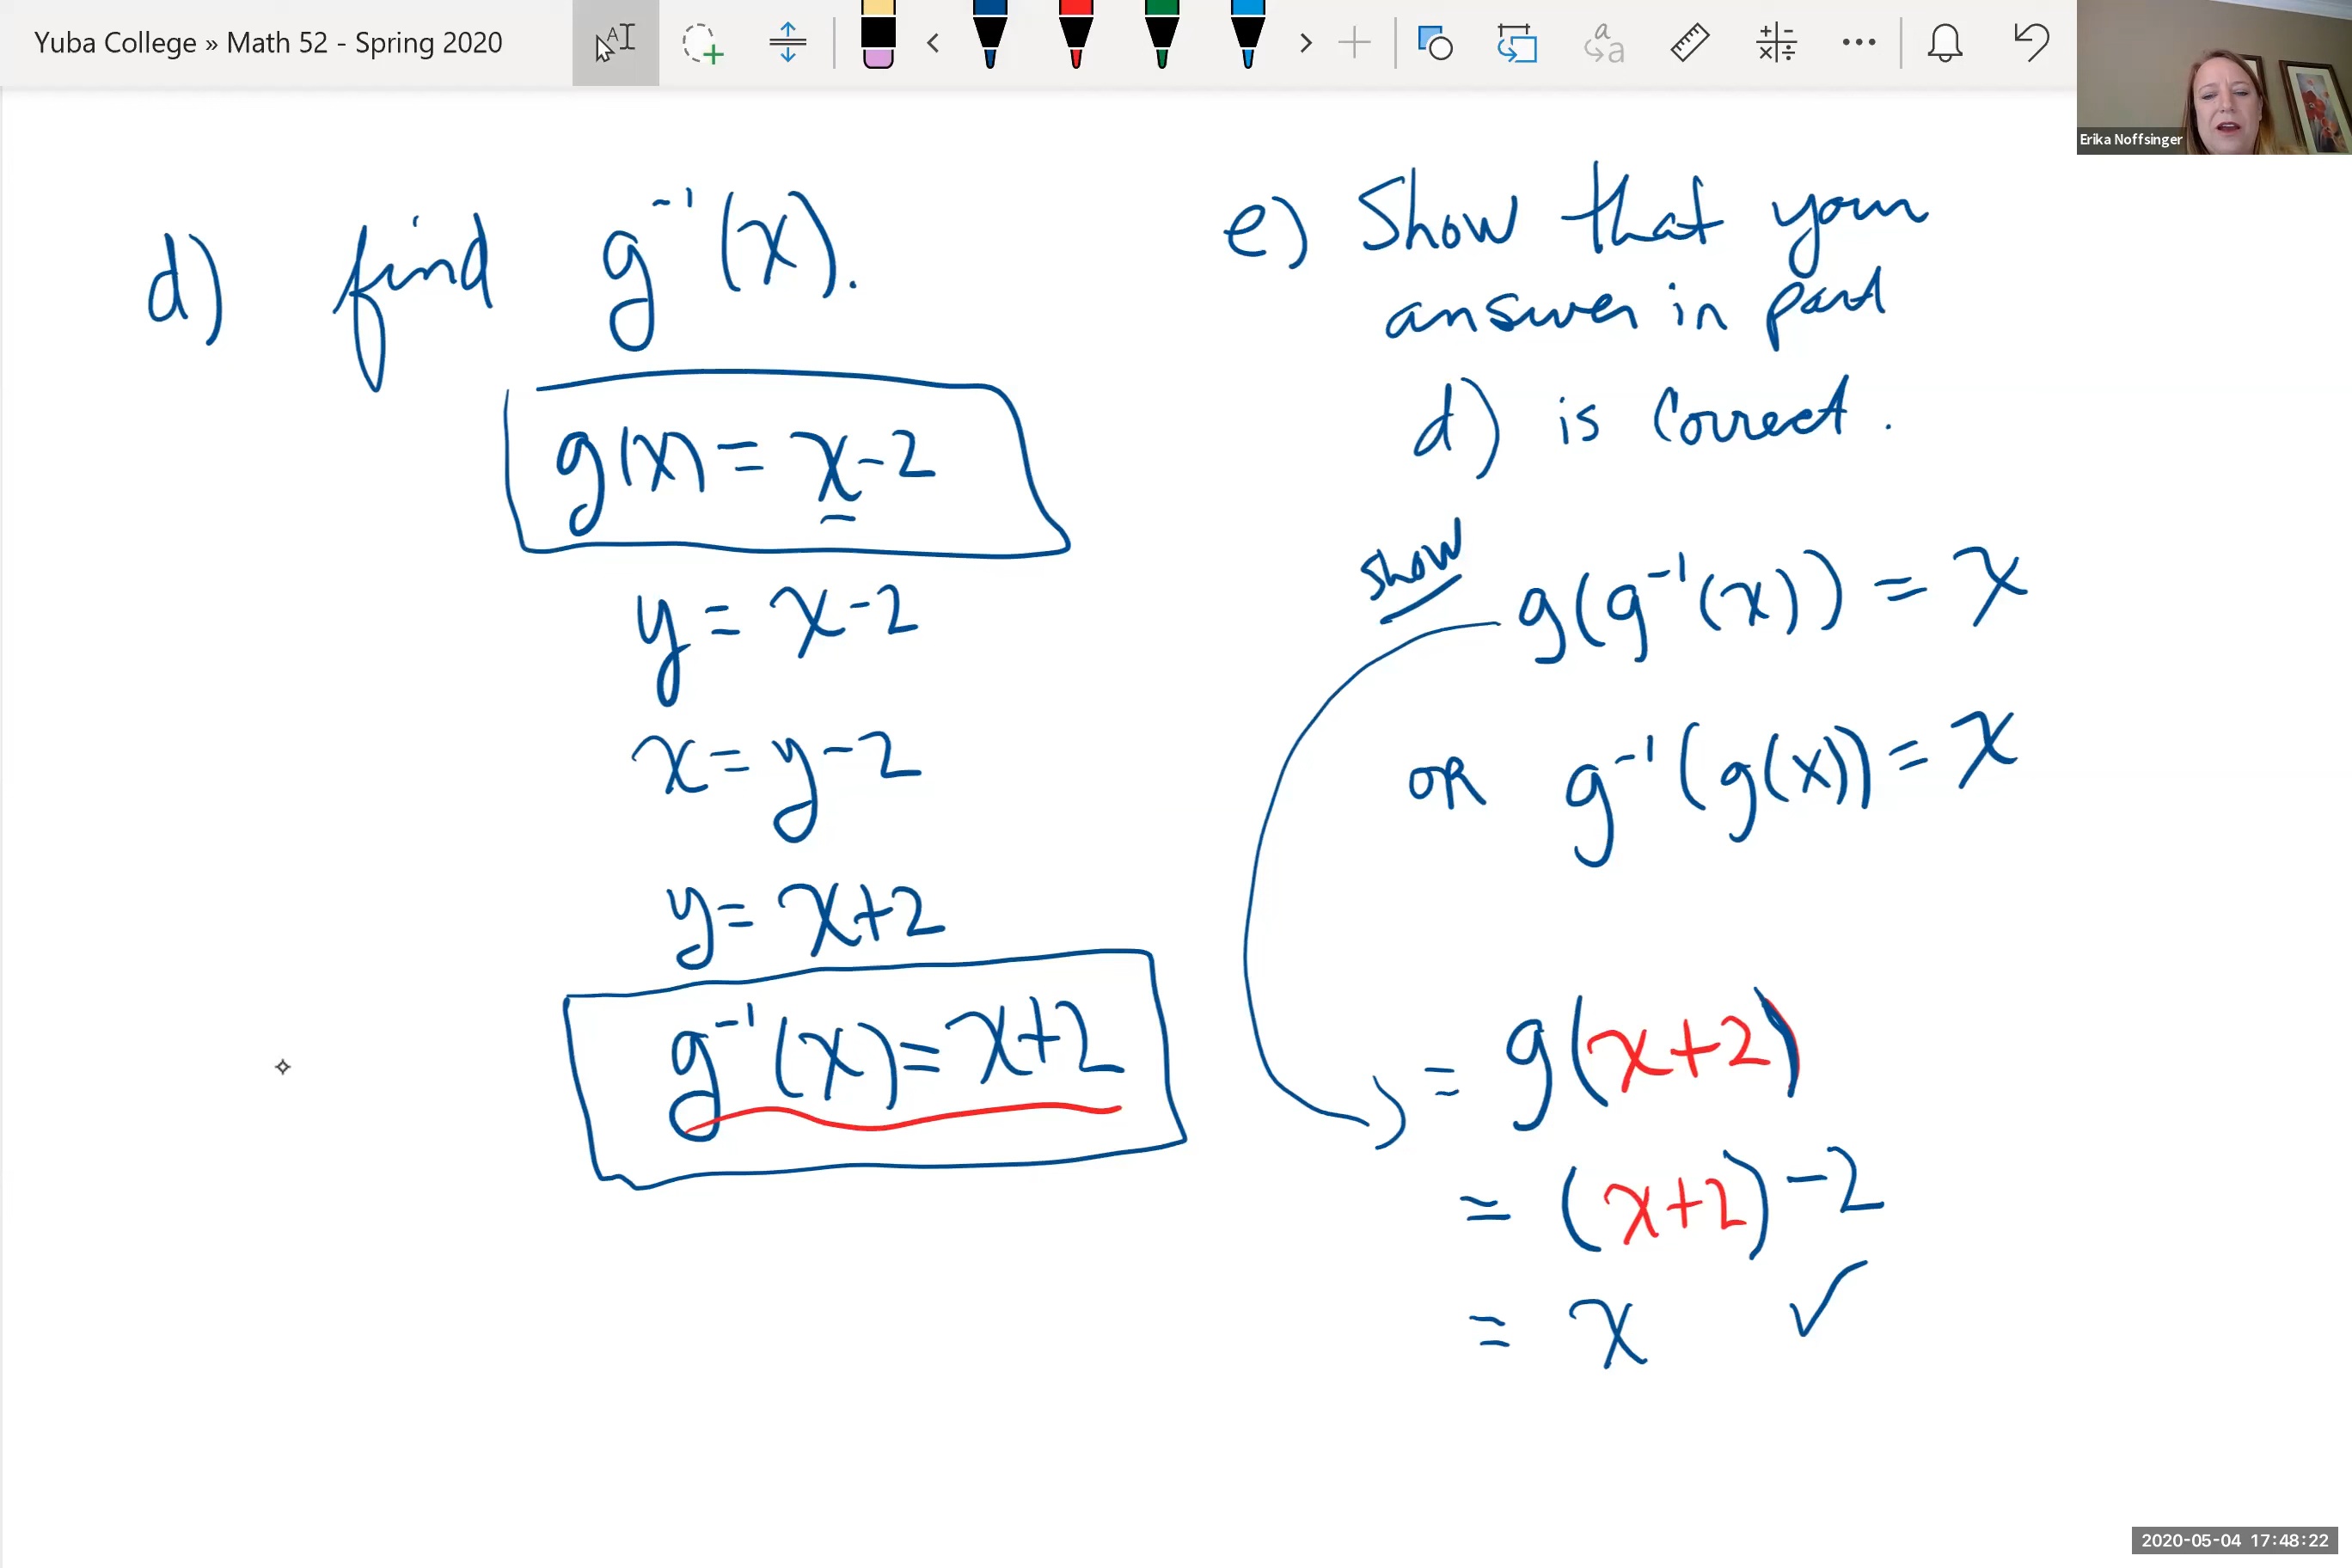 Yuba College » Math 52 - Spring 2020
Erika Noffsinger
d) find g⁻¹(x).
g(x) = x-2
y = x-2
x = y-2
y = x+2
g⁻¹(x) = x+2
e) Show that your
answer in part
d) is correct.
show g(g⁻¹(x)) = x
OR g⁻¹(g(x)) = x
= g(x+2)
= (x+2) -2
= x ✓
2020-05-04 17:48:22